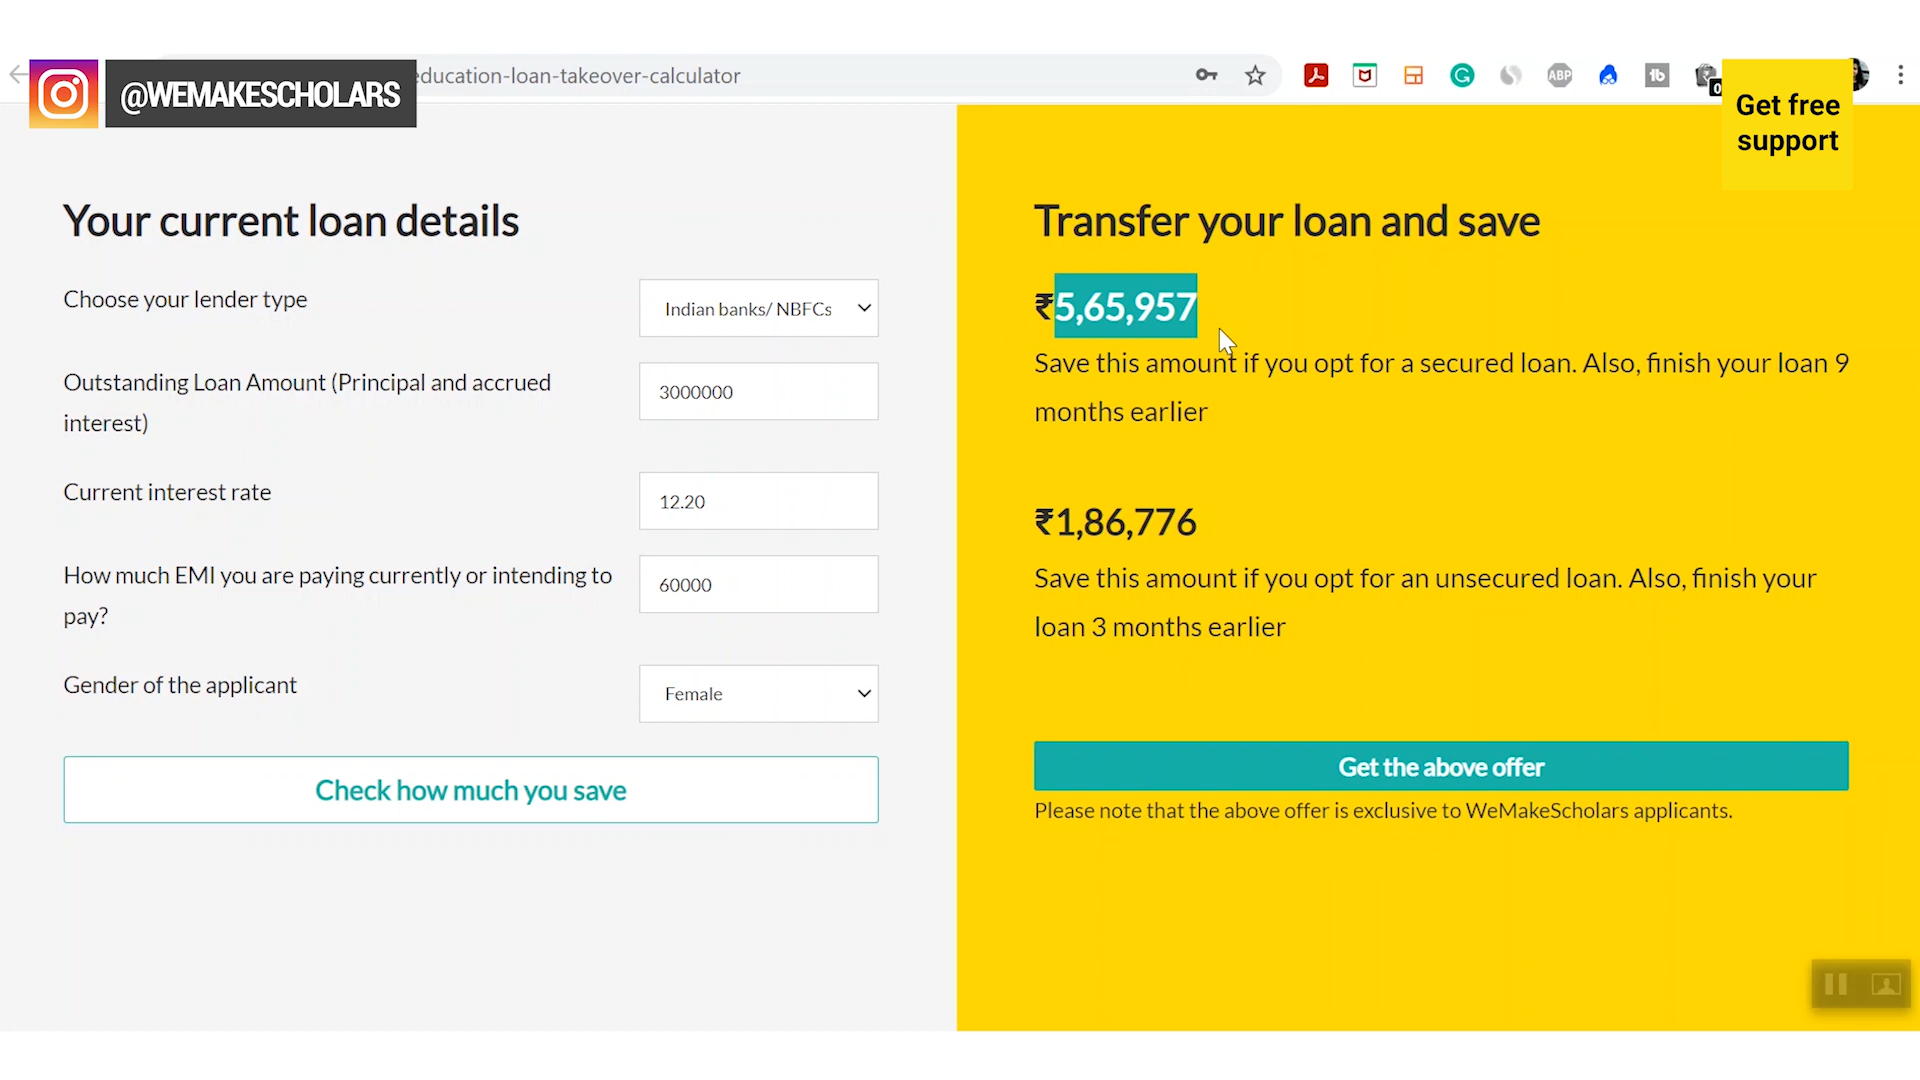 @WEMAKESCHOLARS
education-loan-takeover-calculator
ABP
0
Get free
support
Your current loan details
Choose your lender type
Indian banks/ NBFCs
Outstanding Loan Amount (Principal and accrued
interest)
3000000
Current interest rate
12.20
How much EMI you are paying currently or intending to
pay?
60000
Gender of the applicant
Female
Check how much you save
Transfer your loan and save
₹5,65,957
Save this amount if you opt for a secured loan. Also, finish your loan 9
months earlier
₹1,86,776
Save this amount if you opt for an unsecured loan. Also, finish your
loan 3 months earlier
Get the above offer
Please note that the above offer is exclusive to WeMakeScholars applicants.